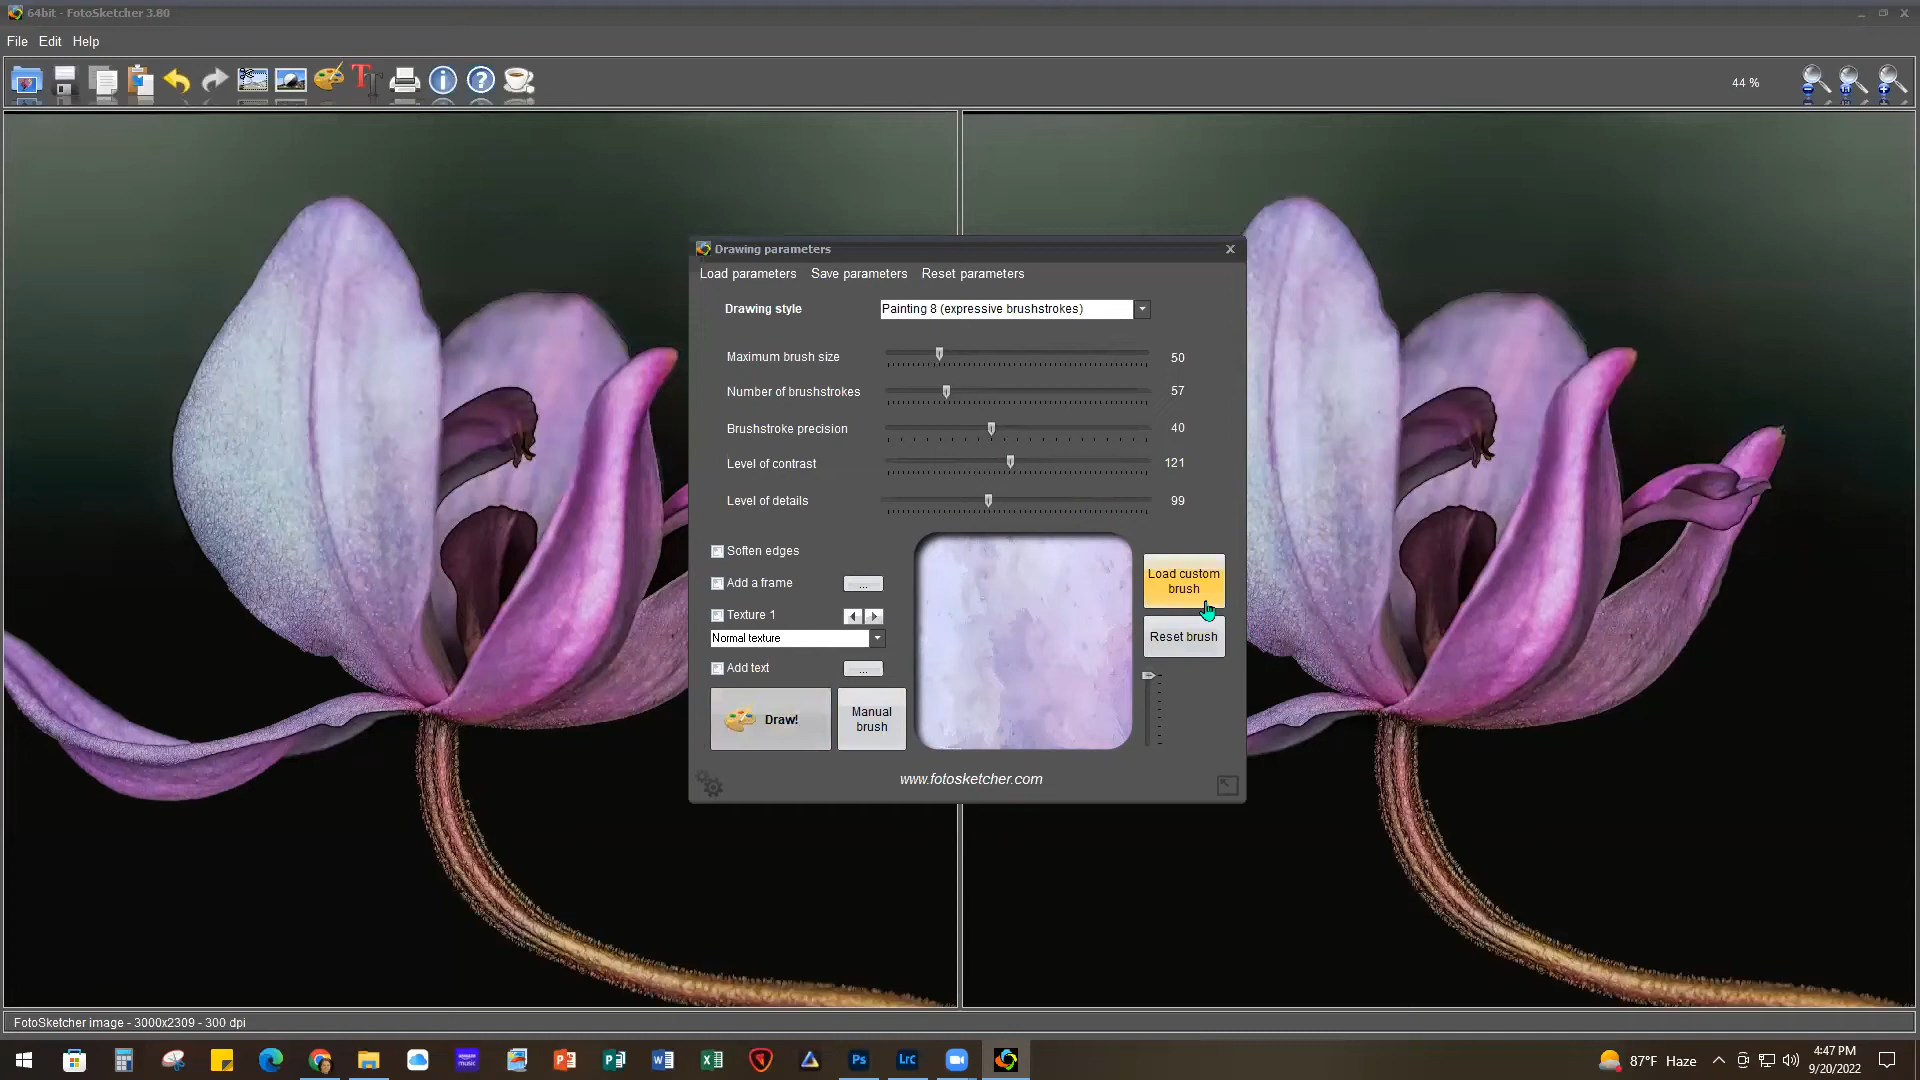 64bit - FotoSketcher 3.80
File Edit Help
44 %
Drawing parameters
Load parameters Save parameters Reset parameters
Drawing style Painting 8 (expressive brushstrokes)
Maximum brush size 50
Number of brushstrokes 57
Brushstroke precision 40
Level of contrast 121
Level of details 99
Soften edges
Add a frame ...
Texture 1
Normal texture
Add text ...
Draw!
Manual
brush
Load custom
brush
Reset brush
www.fotosketcher.com
FotoSketcher image - 3000x2309 - 300 dpi
Ps Lrc
87°F Haze
4:47 PM
9/20/2022